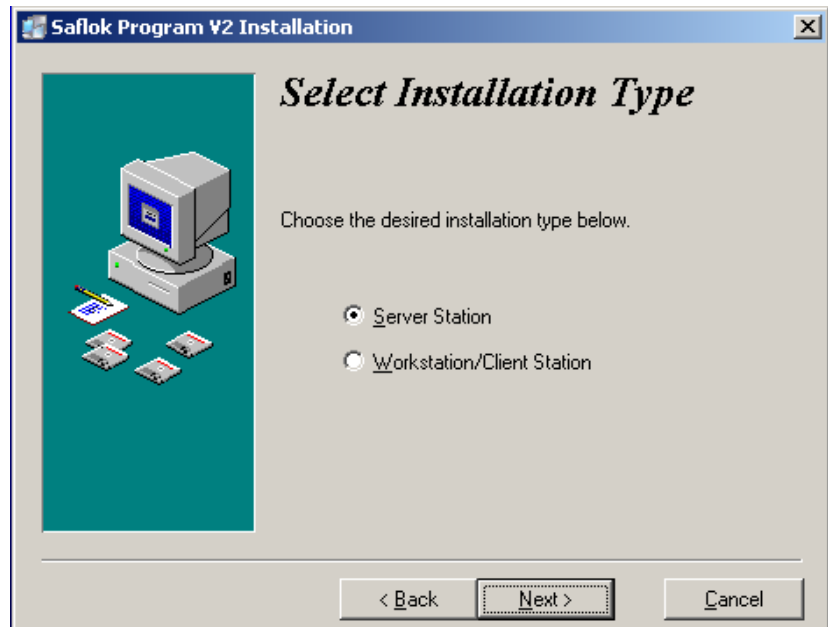 Saflok Program V2 Installation
Select Installation Type
Choose the desired installation type below.
Server Station
Workstation/Client Station
< Back Next > Cancel